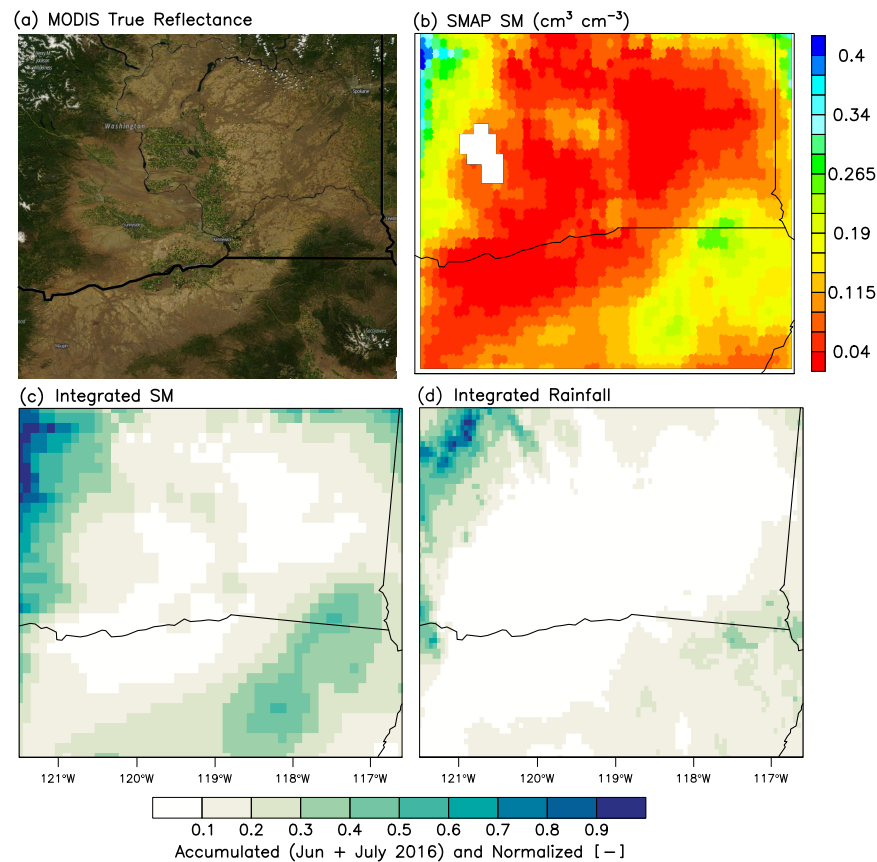 (a) MODIS True Reflectance
(b) SMAP SM (cm³ cm⁻³)
Spokane
Washington
Sunnyside
Kennewick
0.4
0.34
0.265
0.19
0.115
0.04
(c) Integrated SM
(d) Integrated Rainfall
121°W 120°W 119°W 118°W 117°W
121°W 120°W 119°W 118°W 117°W
0.1 0.2 0.3 0.4 0.5 0.6 0.7 0.8 0.9
Accumulated (Jun + July 2016) and Normalized [−]